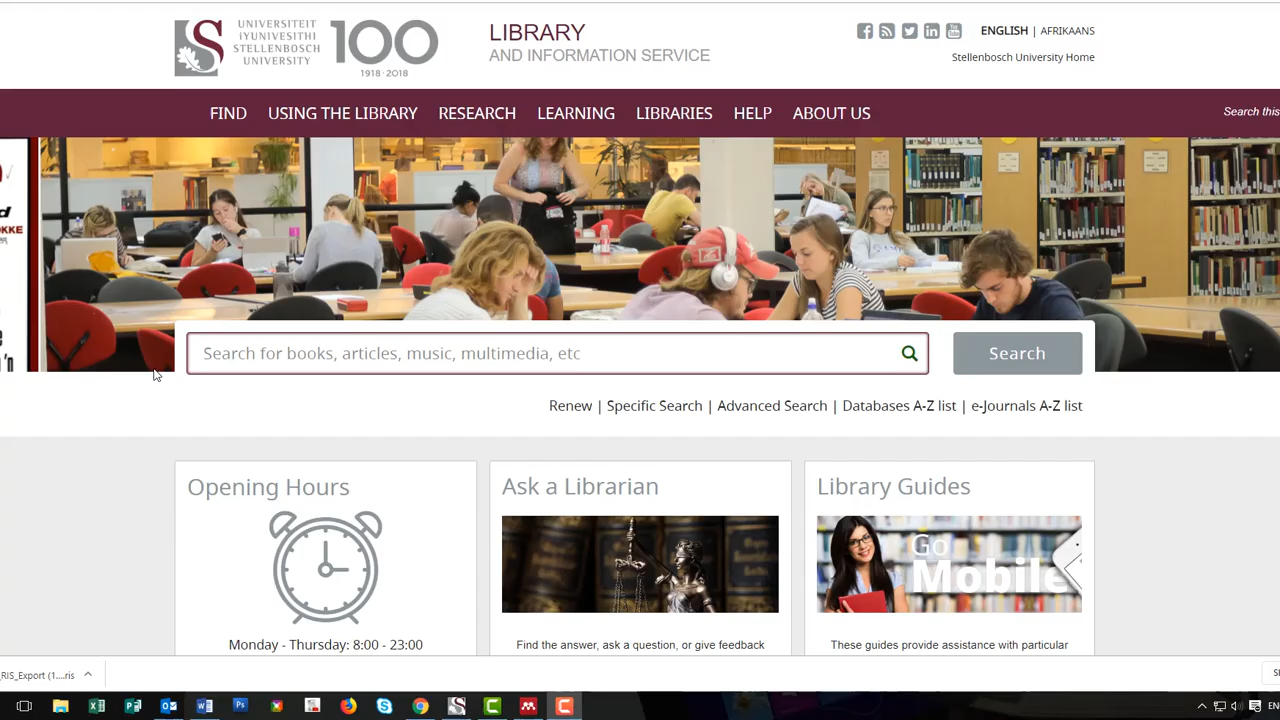 UNIVERSITEIT
IYUNIVESITHI
STELLENBOSCH
UNIVERSITY
100
1918·2018
LIBRARY
AND INFORMATION SERVICE
ENGLISH | AFRIKAANS
Stellenbosch University Home
FIND USING THE LIBRARY RESEARCH LEARNING LIBRARIES HELP ABOUT US
Search this
Search for books, articles, music, multimedia, etc
Search
Renew | Specific Search | Advanced Search | Databases A-Z list | e-Journals A-Z list
Opening Hours
Monday - Thursday: 8:00 - 23:00
Ask a Librarian
Find the answer, ask a question, or give feedback
Library Guides
Go
Mobile
These guides provide assistance with particular
_RIS_Export (1....ris